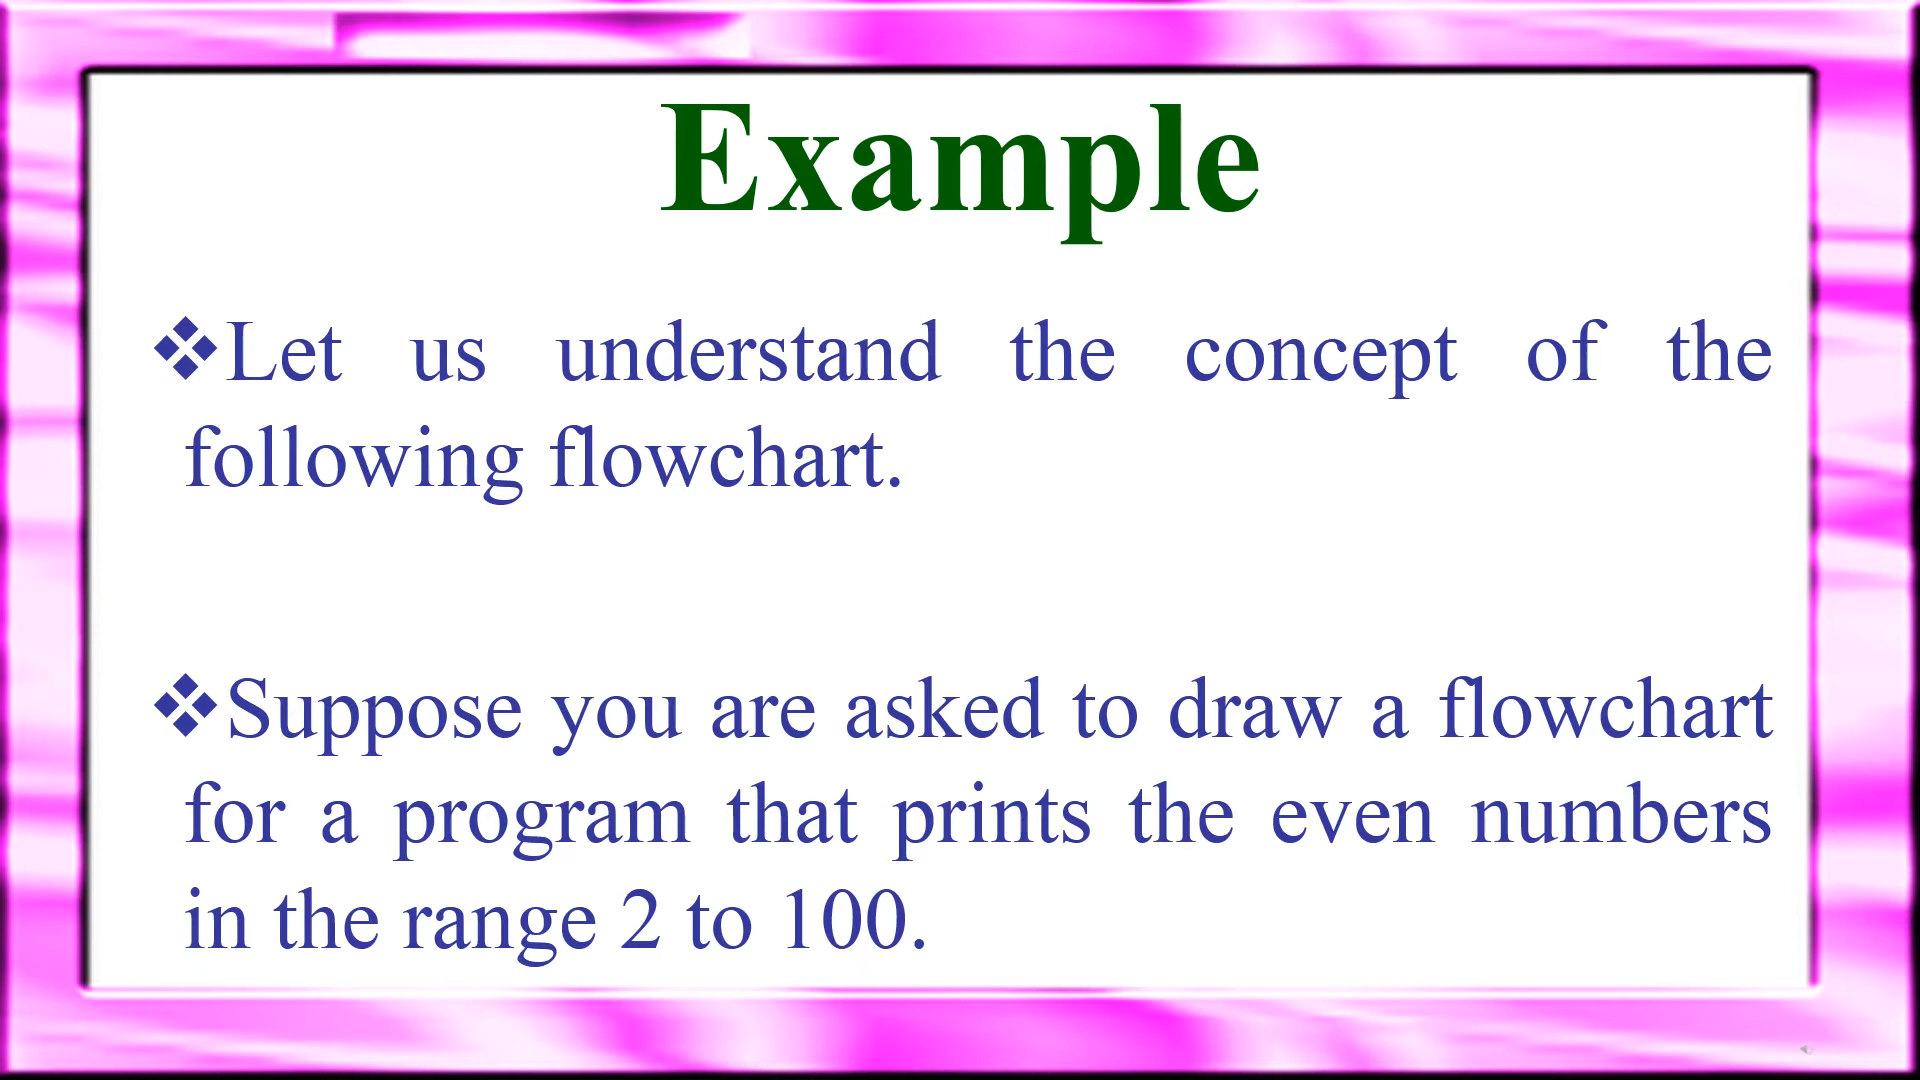 Example
❖Let us understand the concept of the
following flowchart.
❖Suppose you are asked to draw a flowchart
for a program that prints the even numbers
in the range 2 to 100.